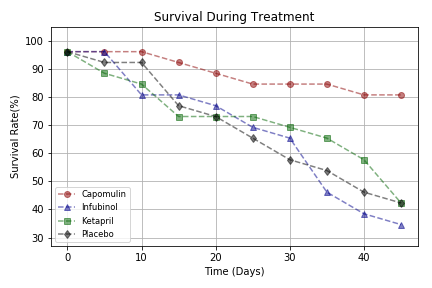 Survival During Treatment
Survival Rate(%)
100
90
80
70
60
50
40
30
Capomulin
Infubinol
Ketapril
Placebo
0
10
20
30
40
Time (Days)